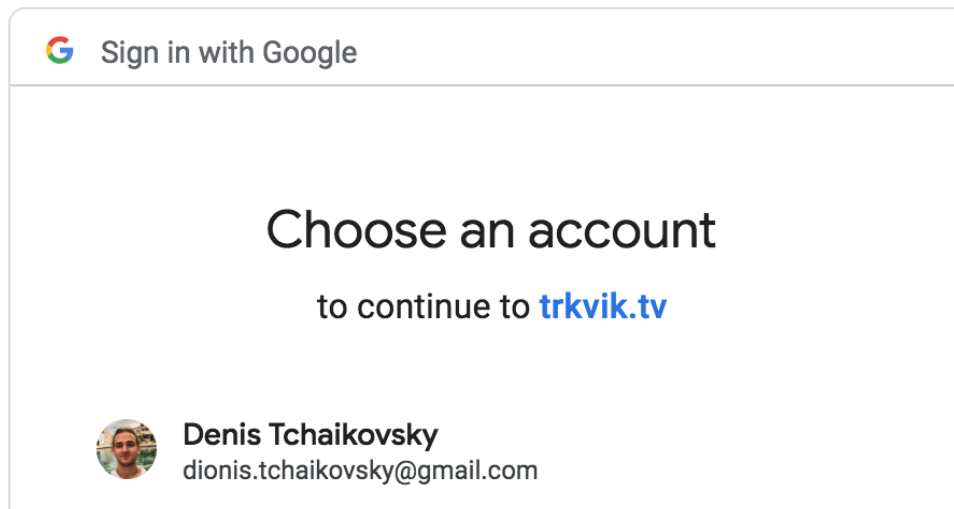 Sign in with Google
Choose an account
to continue to trkvik.tv
Denis Tchaikovsky
dionis.tchaikovsky@gmail.com